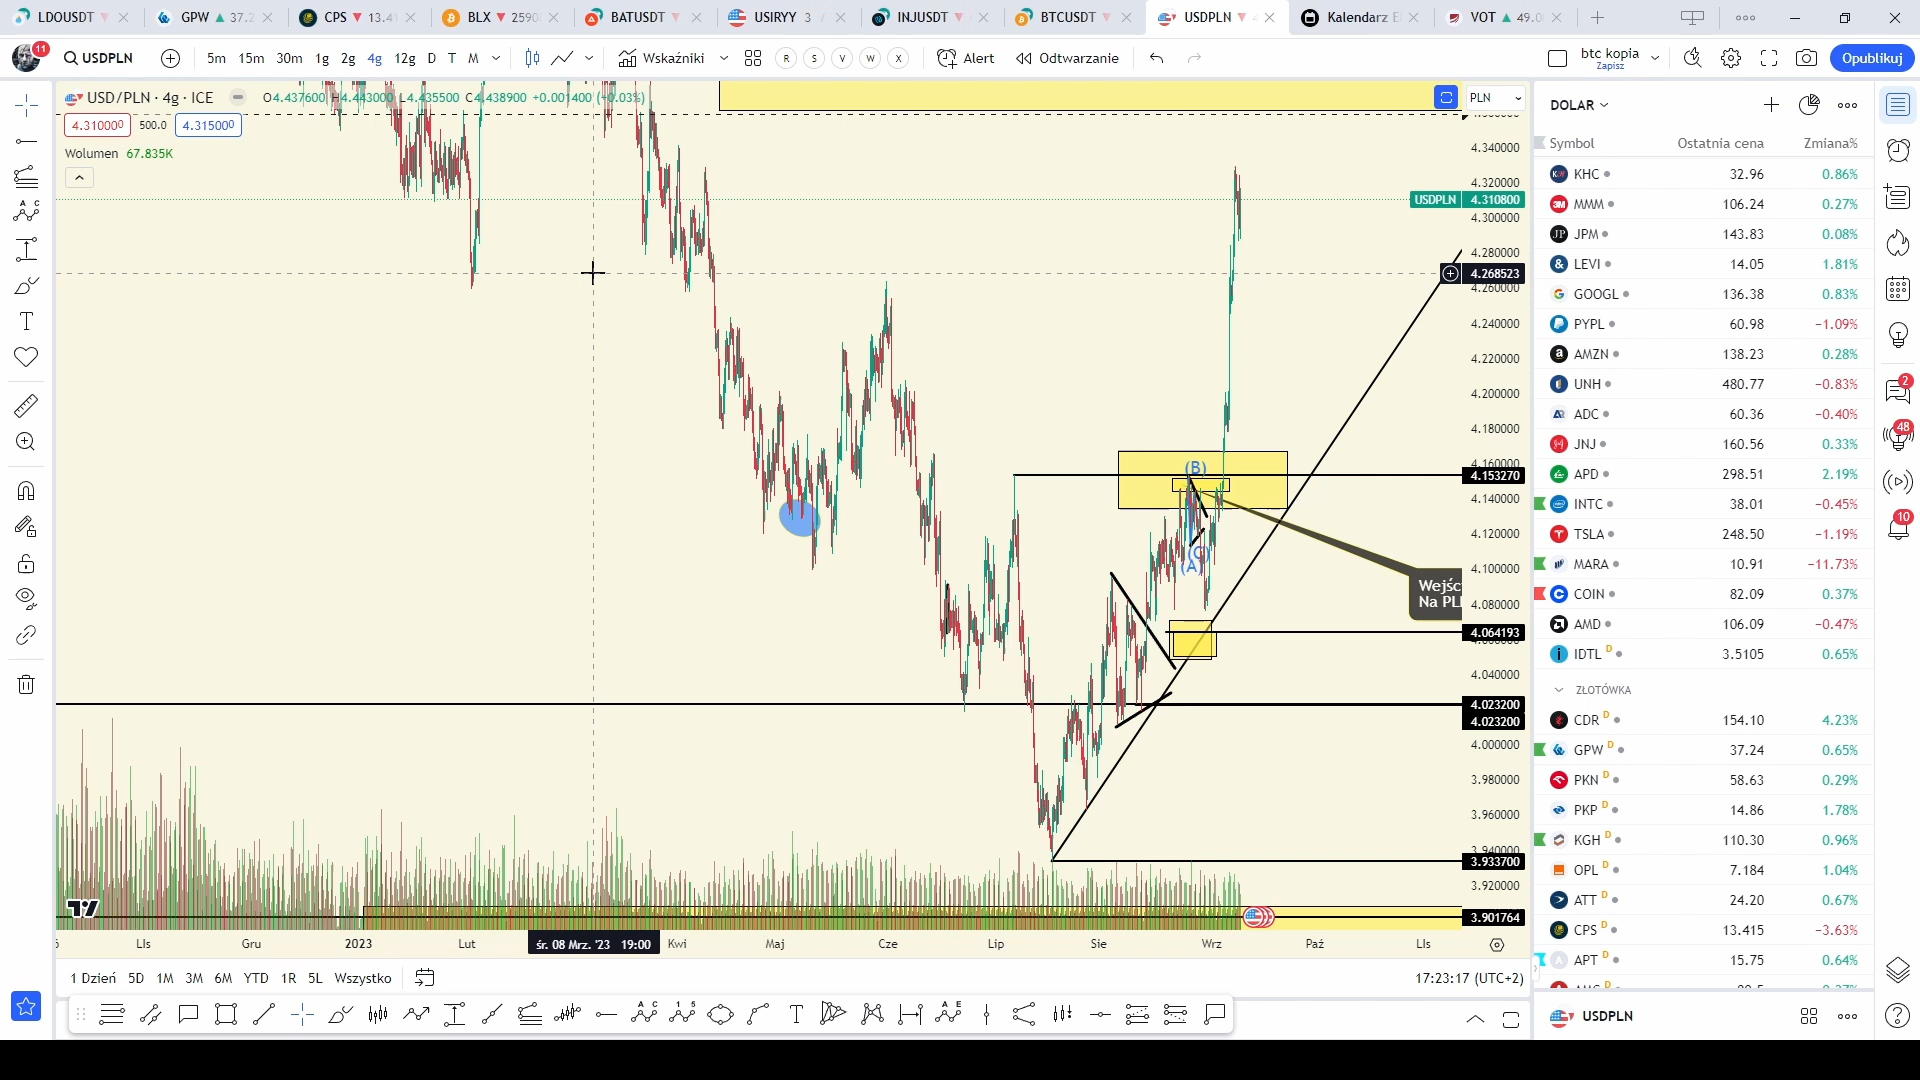 LDOUSDT
GPW ▲ 37.2
CPS ▼ 13.41
BLX ▼ 2590
BATUSDT ▼
USIRYY 3
INJUSDT ▼
BTCUSDT ▼
USDPLN ▼ 4
Kalendarz E
VOT ▲ 49.0
11
USDPLN
5m 15m 30m 1g 2g 4g 12g D T M
Wskaźniki
R S V W X
Alert
Odtwarzanie
btc kopia
Zapisz
Opublikuj
USD/PLN · 4g · ICE
O4.437600 H4.443000 L4.435500 C4.438900 +0.001400 (+0.03%)
4.310000 500.0 4.315000
Wolumen 67.835K
PLN
4.340000
4.320000
USDPLN 4.310800
4.300000
4.280000
4.268523
4.260000
4.240000
4.220000
4.200000
4.180000
4.160000
4.153270
4.140000
4.120000
4.100000
4.080000
4.064193
4.040000
4.023200
4.023200
4.000000
3.980000
3.960000
3.940000
3.933700
3.920000
3.901764
(B)
(C)
(A)
Wejśc
Na PL
LIs Gru 2023 Lut śr. 08 Mrz. '23 19:00 Kwi Maj Cze Lip Sie Wrz Paź LIs
1 Dzień 5D 1M 3M 6M YTD 1R 5L Wszystko
17:23:17 (UTC+2)
DOLAR
Symbol Ostatnia cena Zmiana%
KHC 32.96 0.86%
MMM 106.24 0.27%
JPM 143.83 0.08%
LEVI 14.05 1.81%
GOOGL 136.38 0.83%
PYPL 60.98 −1.09%
AMZN 138.23 0.28%
UNH 480.77 −0.83%
ADC 60.36 −0.40%
JNJ 160.56 0.33%
APD 298.51 2.19%
INTC 38.01 −0.45%
TSLA 248.50 −1.19%
MARA 10.91 −11.73%
COIN 82.09 0.37%
AMD 106.09 −0.47%
IDTL D 3.5105 0.65%
ZŁOTÓWKA
CDR D 154.10 4.23%
GPW D 37.24 0.65%
PKN D 58.63 0.29%
PKP D 14.86 1.78%
KGH D 110.30 0.96%
OPL D 7.184 1.04%
ATT D 24.20 0.67%
CPS D 13.415 −3.63%
APT D 15.75 0.64%
USDPLN
2
48
10